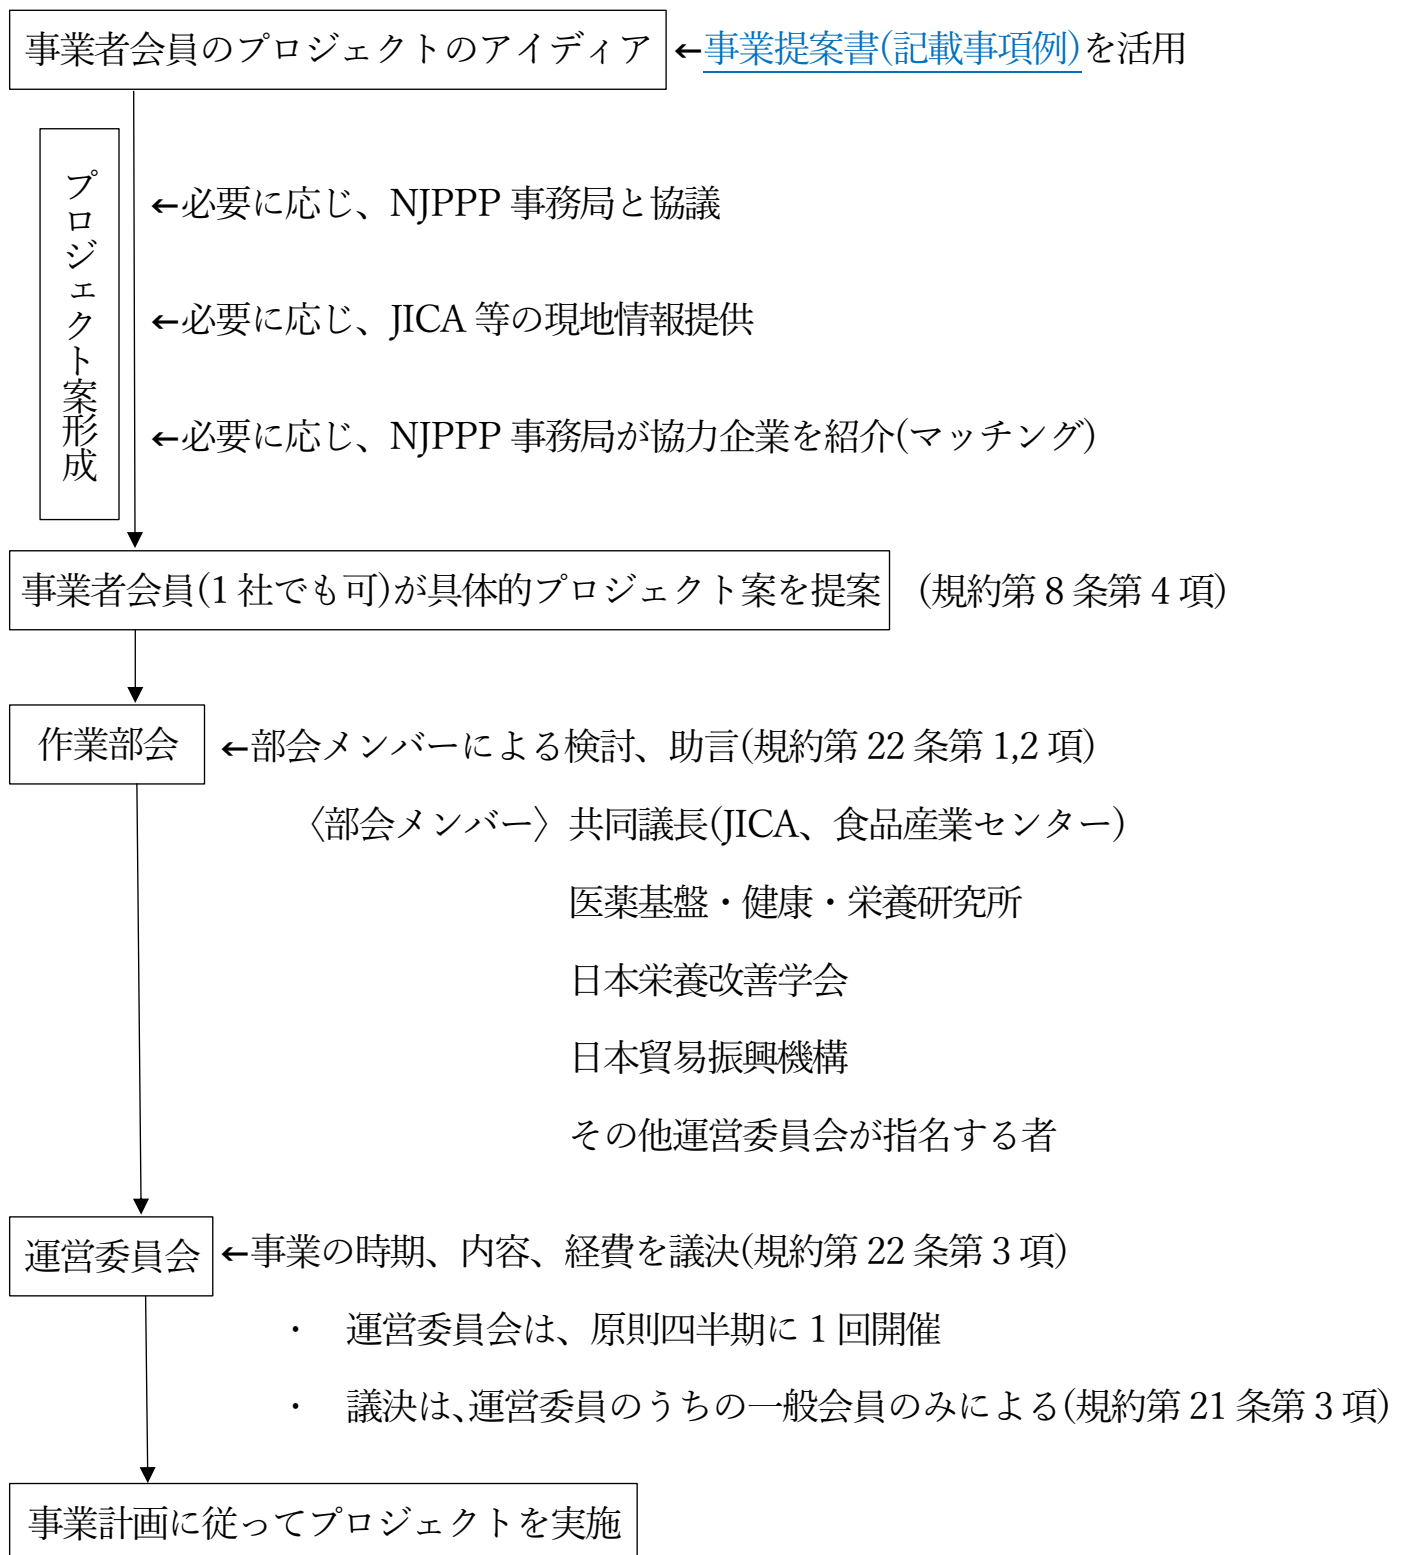 事業者会員のプロジェクトのアイディア ←事業提案書(記載事項例)を活用
プロジェクト案形成
←必要に応じ、NJPPP 事務局と協議
←必要に応じ、JICA 等の現地情報提供
←必要に応じ、NJPPP 事務局が協力企業を紹介(マッチング)
事業者会員(1 社でも可)が具体的プロジェクト案を提案 (規約第 8 条第 4 項)
作業部会 ←部会メンバーによる検討、助言(規約第 22 条第 1,2 項)
〈部会メンバー〉共同議長(JICA、食品産業センター)
医薬基盤・健康・栄養研究所
日本栄養改善学会
日本貿易振興機構
その他運営委員会が指名する者
運営委員会 ←事業の時期、内容、経費を議決(規約第 22 条第 3 項)
・ 運営委員会は、原則四半期に 1 回開催
・ 議決は、運営委員のうちの一般会員のみによる(規約第 21 条第 3 項)
事業計画に従ってプロジェクトを実施